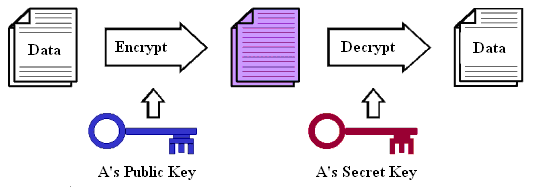 Data
Encrypt
Decrypt
Data
A's Public Key
A's Secret Key